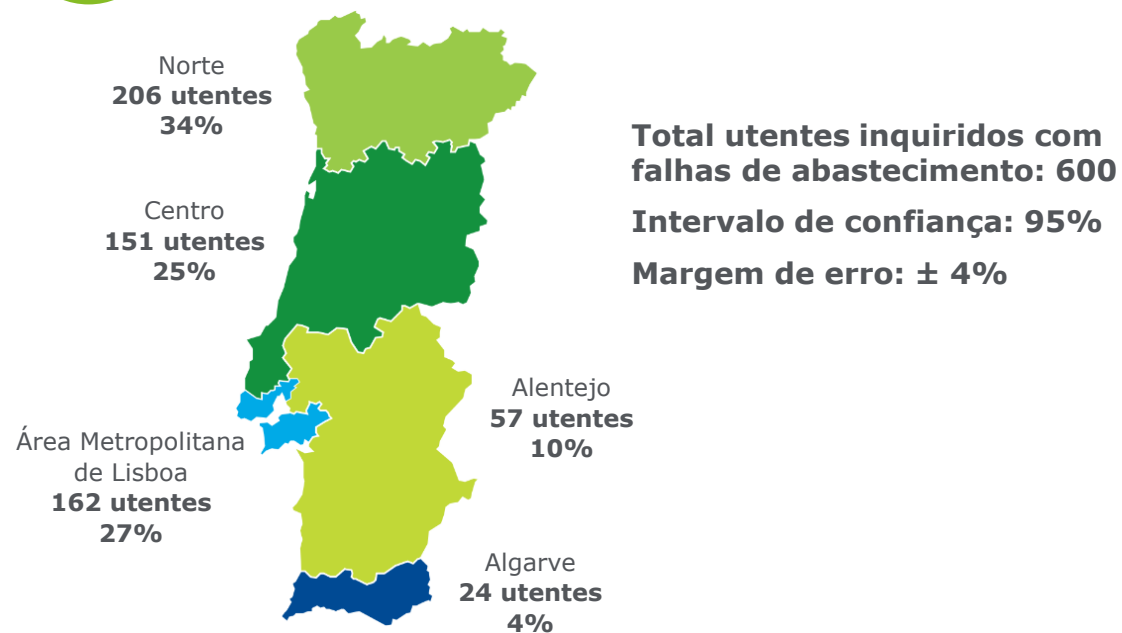 Norte
206 utentes
34%
Centro
151 utentes
25%
Área Metropolitana
de Lisboa
162 utentes
27%
Alentejo
57 utentes
10%
Algarve
24 utentes
4%
Total utentes inquiridos com
falhas de abastecimento: 600
Intervalo de confiança: 95%
Margem de erro: ± 4%